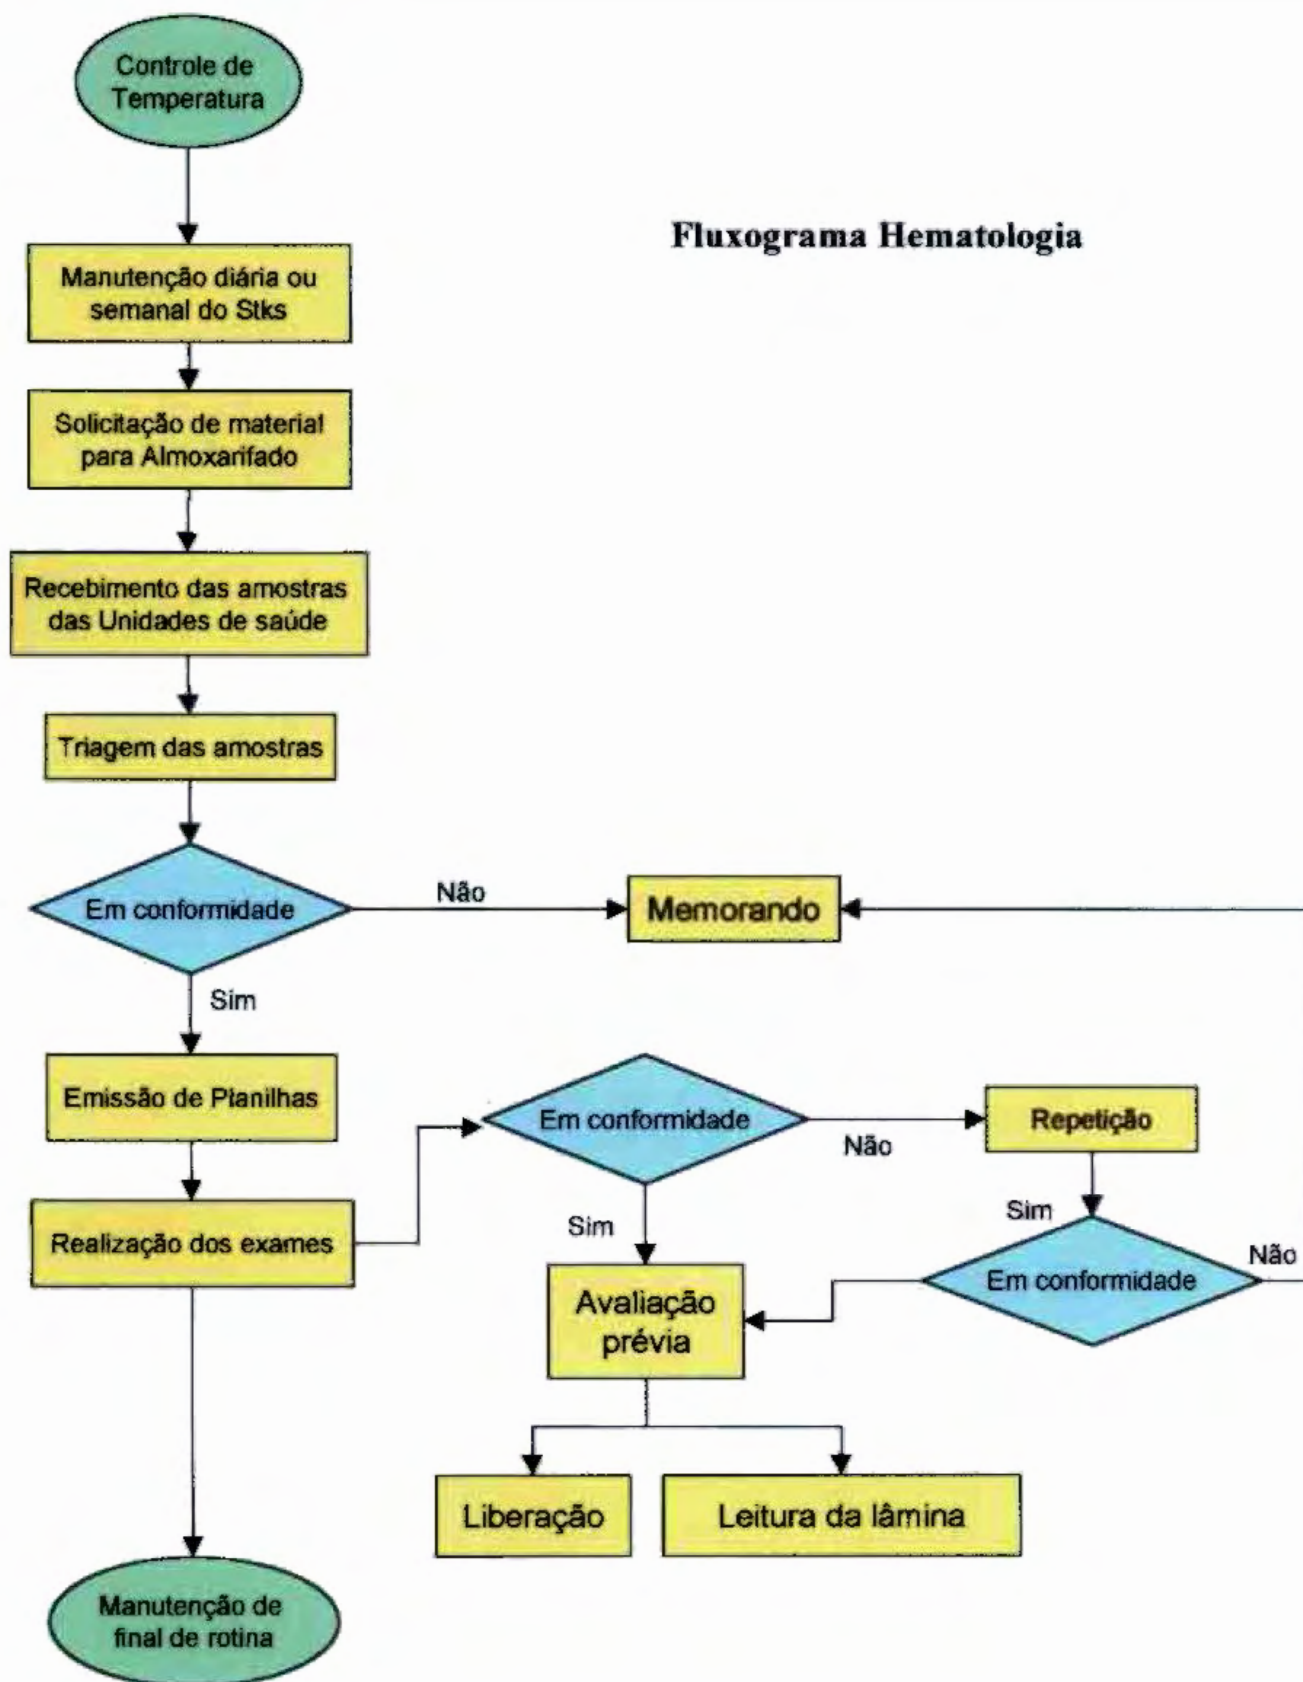 Controle de
Temperatura
Fluxograma Hematologia
Manutenção diária ou
semanal do Stks
Solicitação de material
para Almoxarifado
Recebimento das amostras
das Unidades de saúde
Triagem das amostras
Em conformidade
Não
Memorando
Sim
Emissão de Planilhas
Em conformidade
Não
Repetição
Realização dos exames
Sim
Sim
Em conformidade
Não
Avaliação
prévia
Liberação
Leitura da lâmina
Manutenção de
final de rotina